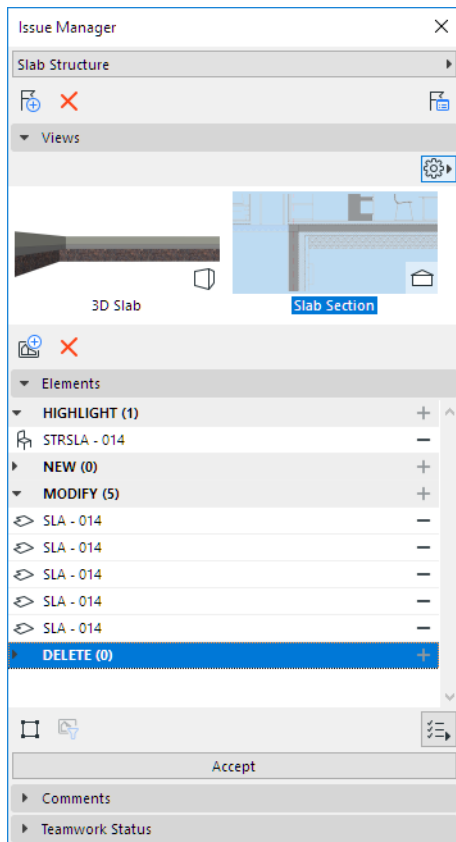 Issue Manager
Slab Structure
Views
3D Slab
Slab Section
Elements
HIGHLIGHT (1)
STRSLA - 014
NEW (0)
MODIFY (5)
SLA - 014
SLA - 014
SLA - 014
SLA - 014
SLA - 014
DELETE (0)
Accept
Comments
Teamwork Status